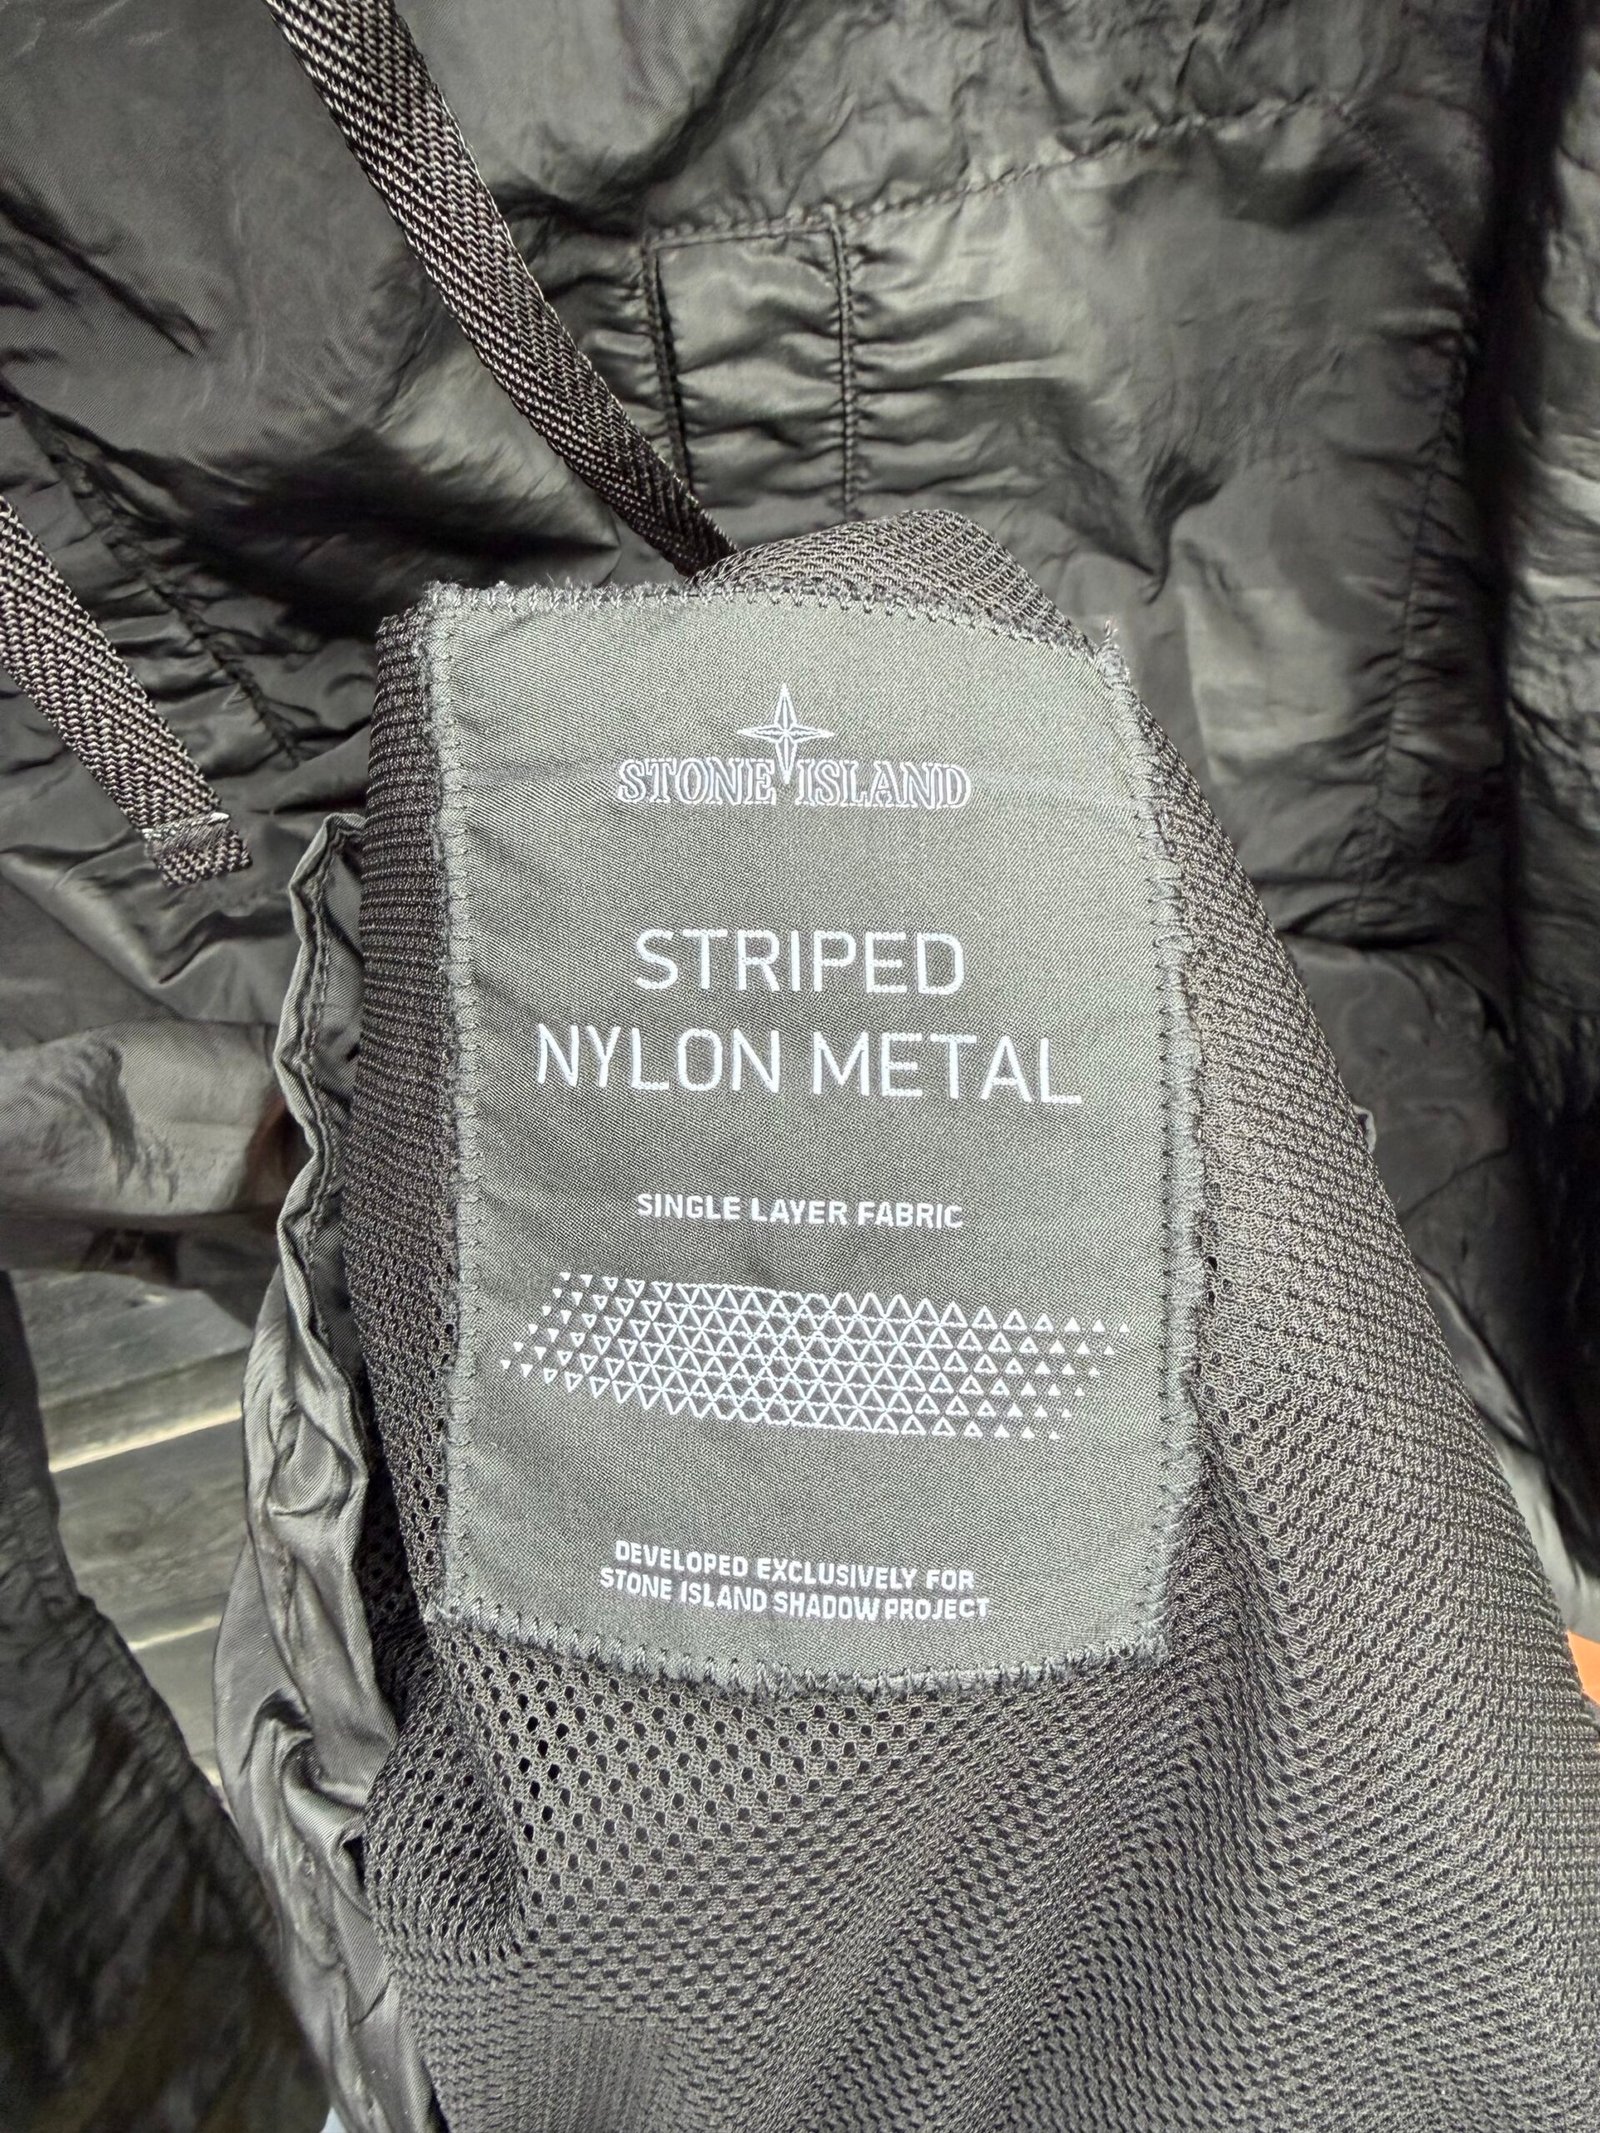 STONE ISLAND
STRIPED
NYLON METAL
SINGLE LAYER FABRIC
DEVELOPED EXCLUSIVELY FOR
STONE ISLAND SHADOW PROJECT